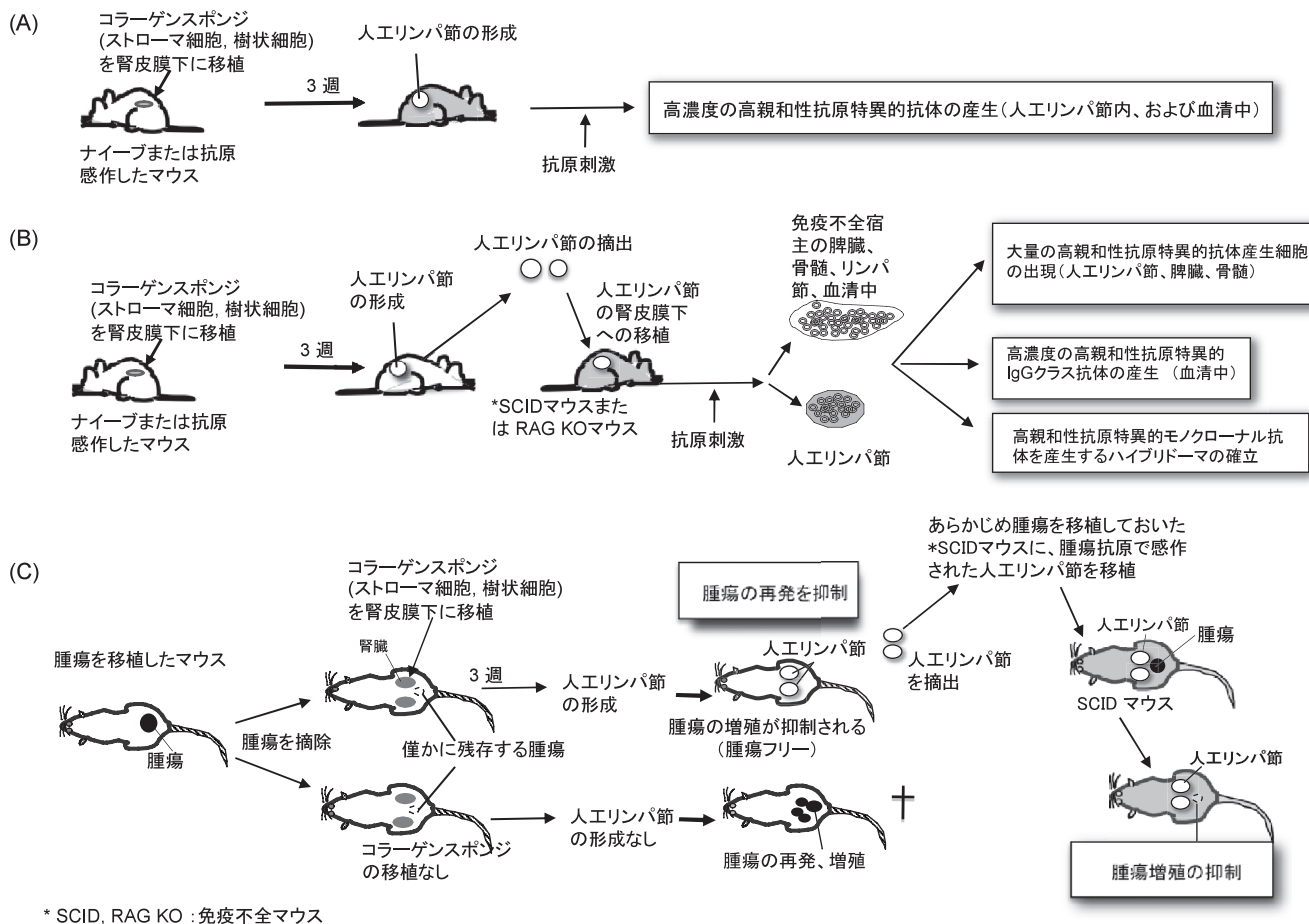 (A)
コラーゲンスポンジ
(ストローマ細胞, 樹状細胞)
を腎皮膜下に移植
ナイーブまたは抗原
感作したマウス
3 週
人工リンパ節の形成
抗原刺激
高濃度の高親和性抗原特異的抗体の産生(人工リンパ節内、および血清中)
(B)
コラーゲンスポンジ
(ストローマ細胞, 樹状細胞)
を腎皮膜下に移植
ナイーブまたは抗原
感作したマウス
3 週
人工リンパ節
の形成
人工リンパ節の摘出
人工リンパ節
の腎皮膜下
への移植
*SCIDマウスまた
は RAG KOマウス
抗原刺激
免疫不全宿
主の脾臓、
骨髄、リンパ
節、血清中
人工リンパ節
大量の高親和性抗原特異的抗体産生細胞
の出現(人工リンパ節、脾臓、骨髄)
高濃度の高親和性抗原特異的
IgGクラス抗体の産生 (血清中)
高親和性抗原特異的モノクローナル抗
体を産生するハイブリドーマの確立
(C)
腫瘍を移植したマウス
腫瘍
腫瘍を摘除
コラーゲンスポンジ
(ストローマ細胞, 樹状細胞)
を腎皮膜下に移植
腎臓
3 週
僅かに残存する腫瘍
コラーゲンスポンジ
の移植なし
人工リンパ節
の形成
人工リンパ節
の形成なし
腫瘍の再発を抑制
人工リンパ節
腫瘍の増殖が抑制される
(腫瘍フリー)
腫瘍の再発、増殖
†
人工リンパ節
を摘出
あらかじめ腫瘍を移植しておいた
*SCIDマウスに、腫瘍抗原で感作
された人工リンパ節を移植
人工リンパ節
腫瘍
SCID マウス
人工リンパ節
腫瘍増殖の抑制
* SCID, RAG KO : 免疫不全マウス